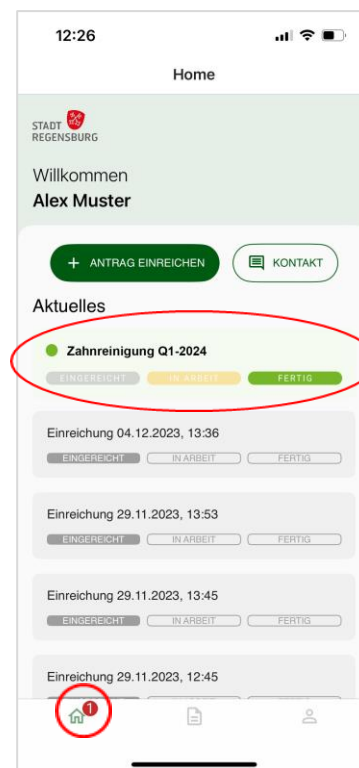 12:26
Home
STADT
REGENSBURG
Willkommen
Alex Muster
+ ANTRAG EINREICHEN
KONTAKT
Aktuelles
Zahnreinigung Q1-2024
EINGEREICHT IN ARBEIT FERTIG
Einreichung 04.12.2023, 13:36
EINGEREICHT IN ARBEIT FERTIG
Einreichung 29.11.2023, 13:53
EINGEREICHT IN ARBEIT FERTIG
Einreichung 29.11.2023, 13:45
EINGEREICHT IN ARBEIT FERTIG
Einreichung 29.11.2023, 12:45
1